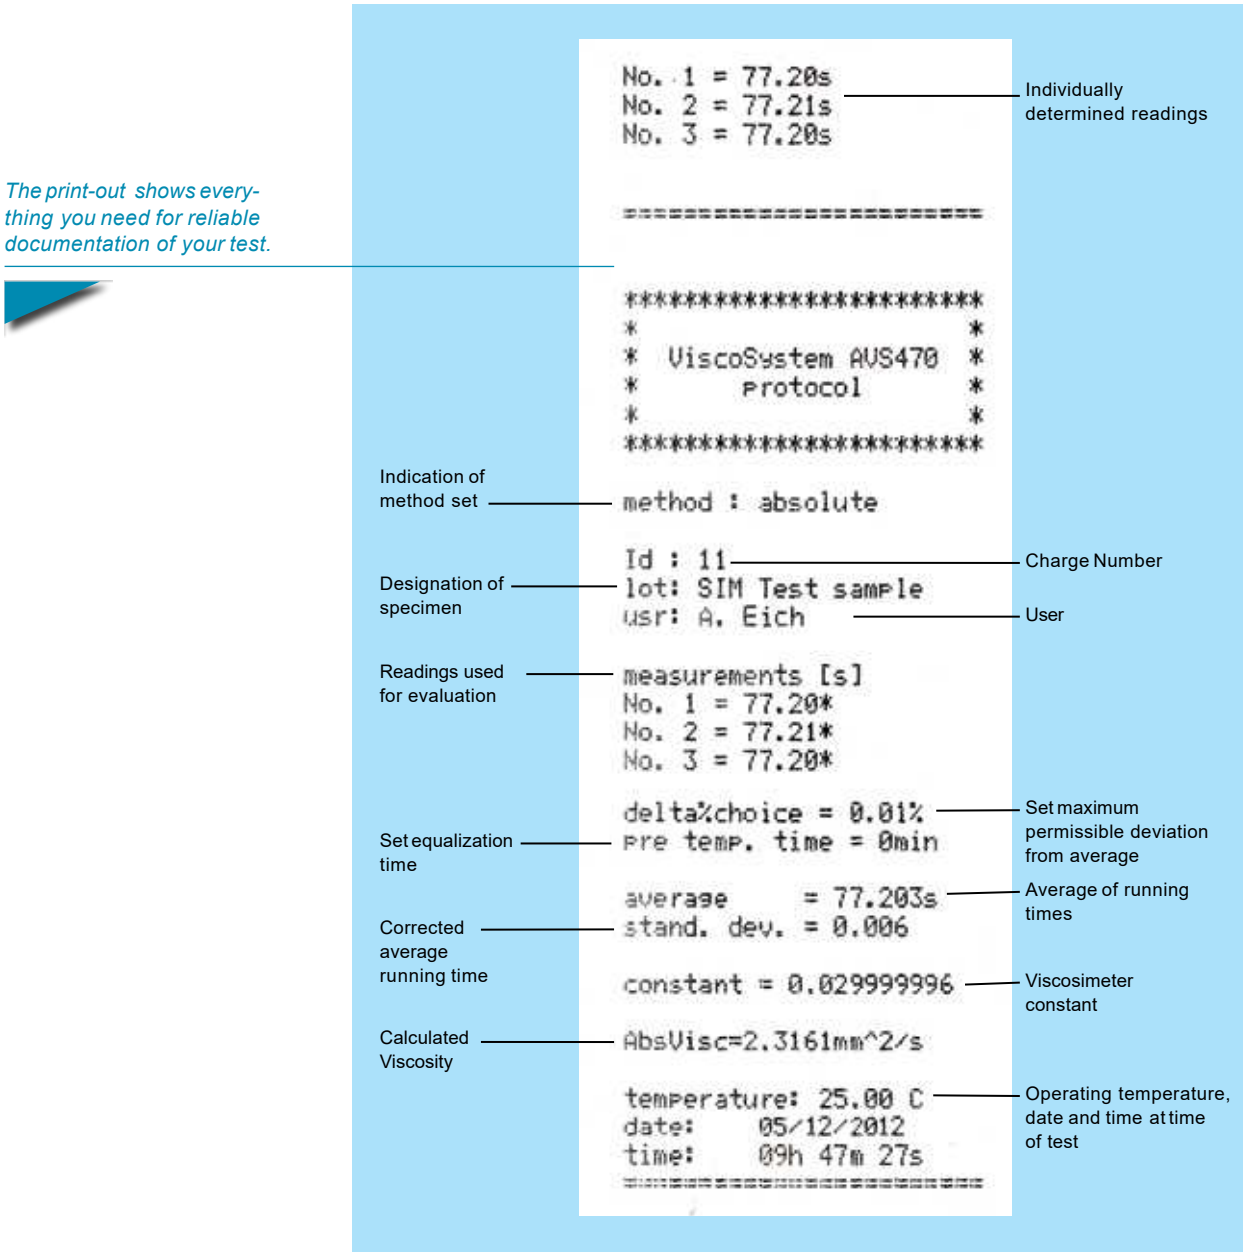 The print-out shows every-
thing you need for reliable
documentation of your test.
No. 1 = 77.20s
No. 2 = 77.21s
No. 3 = 77.20s
Individually
determined readings
========================
************************
* *
* ViscoSystem AVS470 *
* protocol *
* *
************************
Indication of
method set
method : absolute
Id : 11
Charge Number
Designation of
specimen
lot: SIM Test sample
usr: A. Eich
User
Readings used
for evaluation
measurements [s]
No. 1 = 77.20*
No. 2 = 77.21*
No. 3 = 77.20*
delta%choice = 0.01%
Set maximum
permissible deviation
from average
Set equalization
time
pre temp. time = 0min
average = 77.203s
Average of running
times
Corrected
average
running time
stand. dev. = 0.006
constant = 0.029999996
Viscosimeter
constant
Calculated
Viscosity
AbsVisc=2.3161mm^2/s
temperature: 25.00 C
date: 05/12/2012
time: 09h 47m 27s
Operating temperature,
date and time at time
of test
========================